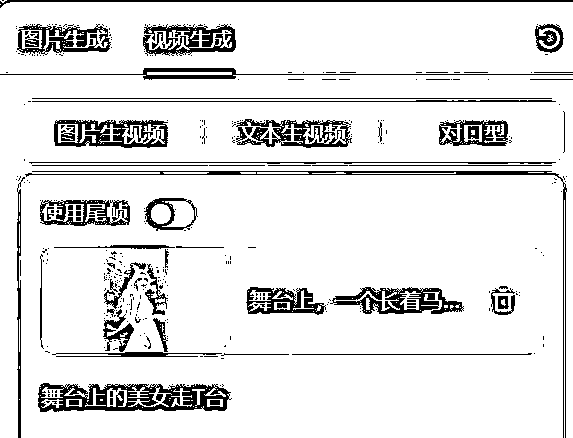 图片生成 视频生成
图片生视频 文本生视频 对口型
使用尾帧
舞台上，一个长着马...
舞台上的美女走T台